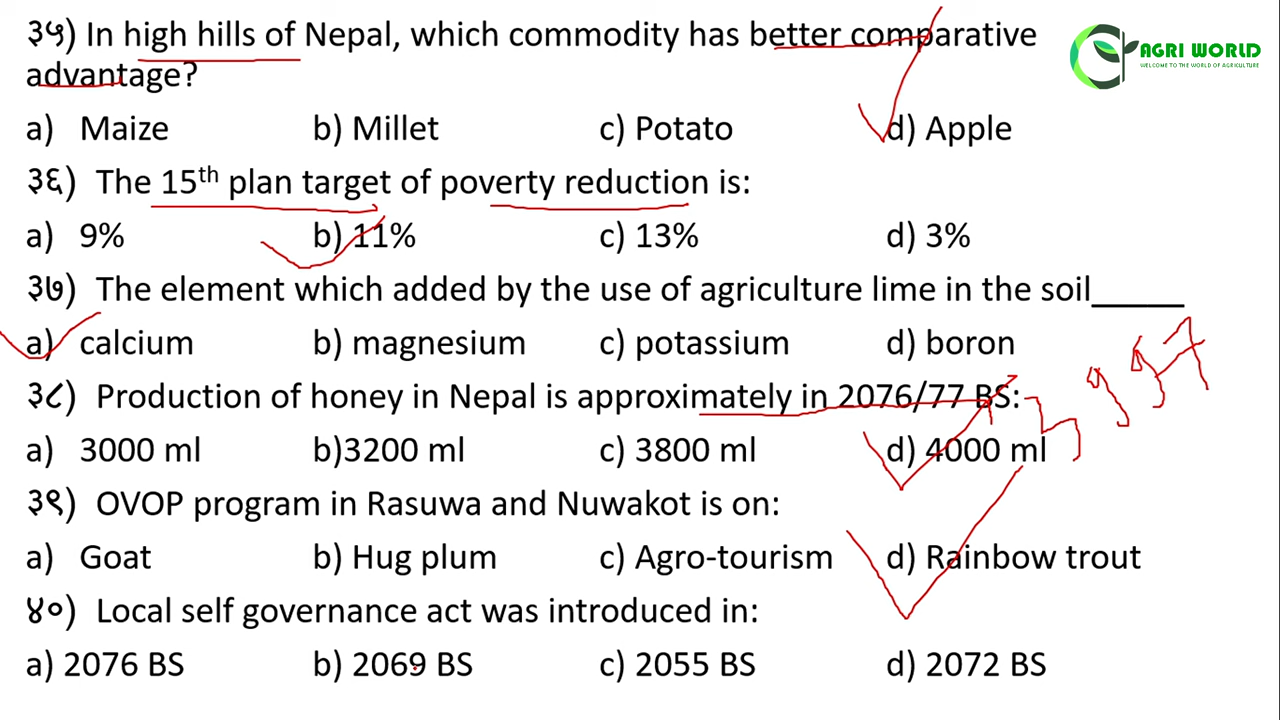 ३५) In high hills of Nepal, which commodity has better comparative
advantage?
AGRI WORLD
WELCOME TO THE WORLD OF AGRICULTURE
a) Maize b) Millet c) Potato d) Apple
३६) The 15th plan target of poverty reduction is:
a) 9% b) 11% c) 13% d) 3%
३७) The element which added by the use of agriculture lime in the soil_____
a) calcium b) magnesium c) potassium d) boron
३८) Production of honey in Nepal is approximately in 2076/77 BS:
a) 3000 ml b)3200 ml c) 3800 ml d) 4000 ml
३९) OVOP program in Rasuwa and Nuwakot is on:
a) Goat b) Hug plum c) Agro-tourism d) Rainbow trout
४०) Local self governance act was introduced in:
a) 2076 BS b) 2069 BS c) 2055 BS d) 2072 BS